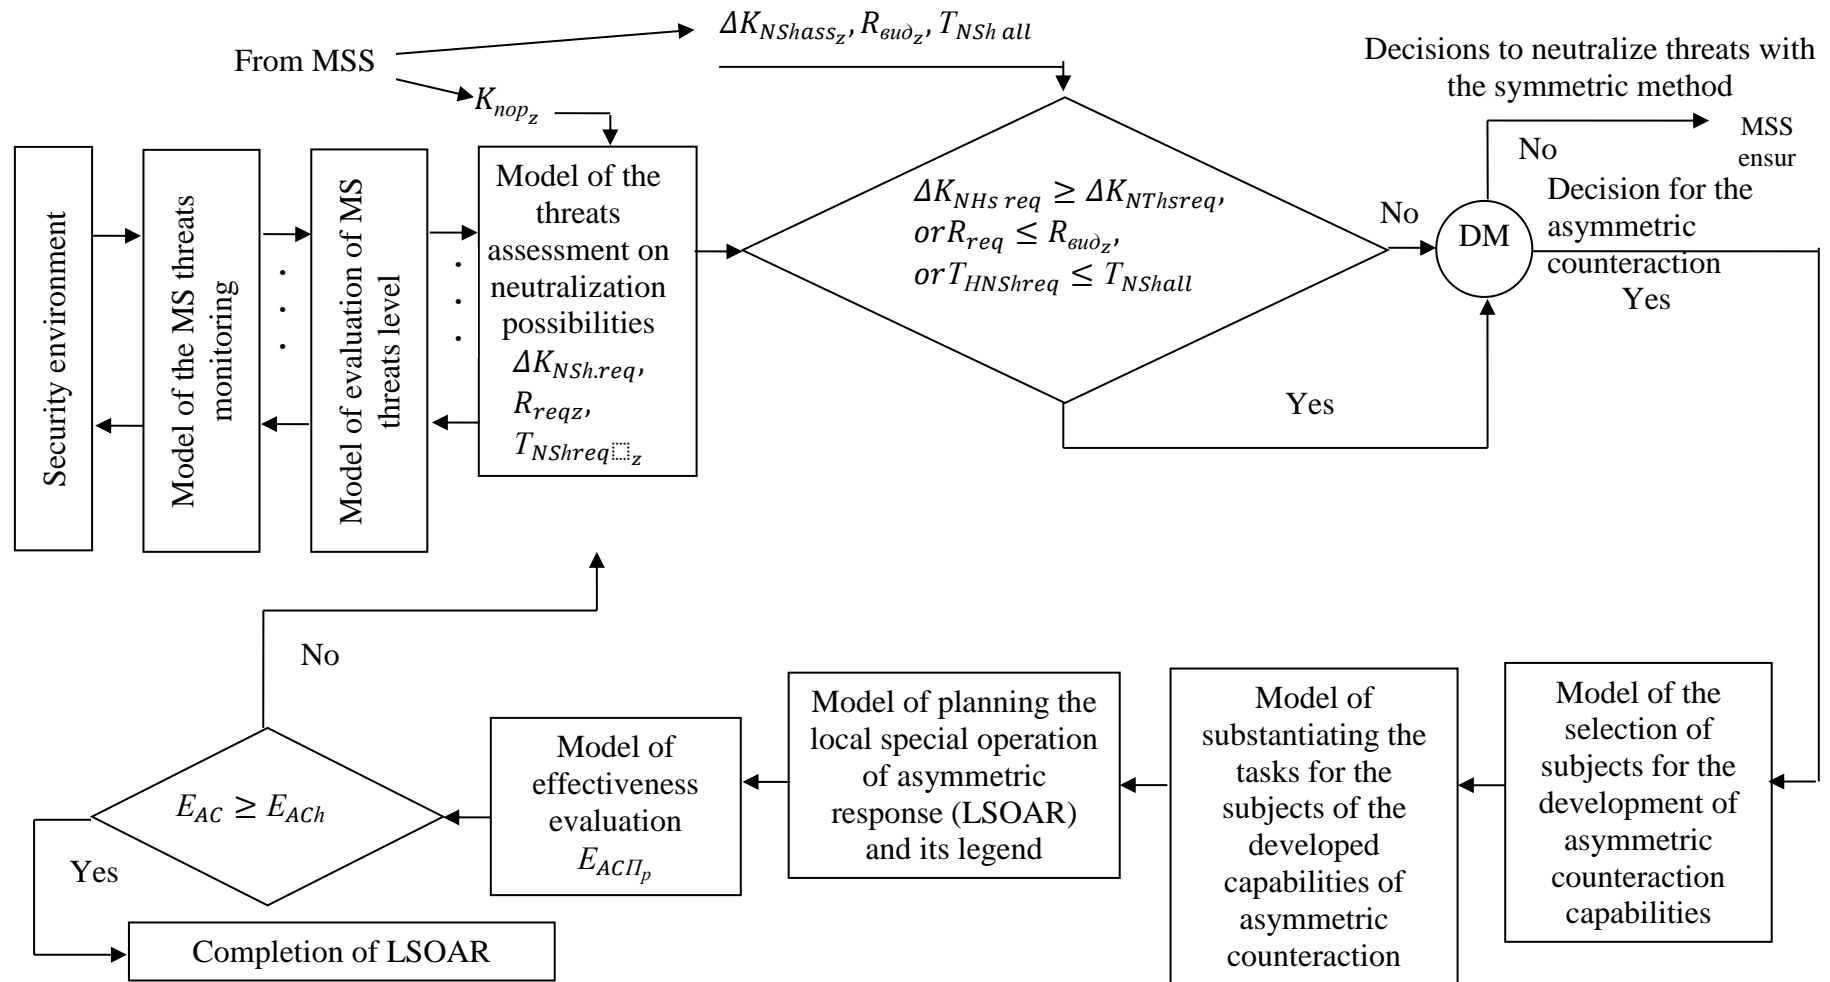 From MSS
𝛥𝐾_{𝑁𝑆ℎ𝑎𝑠𝑠_𝑧}, 𝑅_{вид_𝑧}, 𝑇_{𝑁𝑆ℎ 𝑎𝑙𝑙}
𝐾_{пор_𝑧}
Decisions to neutralize threats with
the symmetric method
MSS
ensur
Security environment
Model of the MS threats
monitoring
Model of evaluation of MS
threats level
Model of the
threats
assessment on
neutralization
possibilities
𝛥𝐾_{𝑁𝑆ℎ.𝑟𝑒𝑞},
𝑅_{𝑟𝑒𝑞𝑧},
𝑇_{𝑁𝑆ℎ𝑟𝑒𝑞⬚_𝑧}
𝛥𝐾_{𝑁𝐻𝑠 𝑟𝑒𝑞} ≥ 𝛥𝐾_{𝑁𝑇ℎ𝑠𝑟𝑒𝑞},
𝑜𝑟𝑅_{𝑟𝑒𝑞} ≤ 𝑅_{вид_𝑧},
𝑜𝑟𝑇_{𝐻𝑁𝑆ℎ𝑟𝑒𝑞} ≤ 𝑇_{𝑁𝑆ℎ𝑎𝑙𝑙}
No
Yes
DM
No
Decision for the
asymmetric
counteraction
Yes
Model of the
selection of
subjects for the
development of
asymmetric
counteraction
capabilities
Model of
substantiating the
tasks for the
subjects of the
developed
capabilities of
asymmetric
counteraction
Model of planning the
local special operation
of asymmetric
response (LSOAR)
and its legend
Model of
effectiveness
evaluation
𝐸_{𝐴𝐶П_𝑝}
𝐸_{𝐴𝐶} ≥ 𝐸_{𝐴𝐶ℎ}
No
Yes
Completion of LSOAR